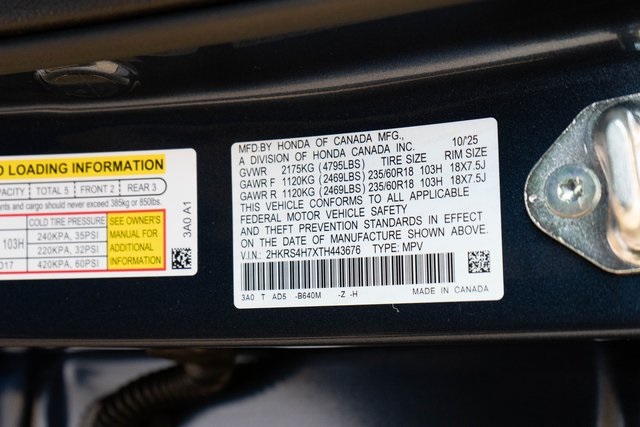 D LOADING INFORMATION
PACITY TOTAL 5 FRONT 2 REAR 3
nts and cargo should never exceed 385kg or 850lbs.
COLD TIRE PRESSURE
103H 240KPA, 35PSI
220KPA, 32PSI
D17 420KPA, 60PSI
SEE OWNER'S
MANUAL FOR
ADDITIONAL
INFORMATION
3A0 A1
MFD.BY HONDA OF CANADA MFG., 10/'25
A DIVISION OF HONDA CANADA INC.
GVWR 2175KG (4795LBS) TIRE SIZE RIM SIZE
GAWR F 1120KG (2469LBS) 235/60R18 103H 18X7.5J
GAWR R 1120KG (2469LBS) 235/60R18 103H 18X7.5J
THIS VEHICLE CONFORMS TO ALL APPLICABLE
FEDERAL MOTOR VEHICLE SAFETY
AND THEFT PREVENTION STANDARDS IN EFFECT
ON THE DATE OF MANUFACTURE SHOWN ABOVE.
V.I.N.: 2HKRS4H7XTH443676 TYPE: MPV
3A0 T AD5 -B640M -Z -H
MADE IN CANADA